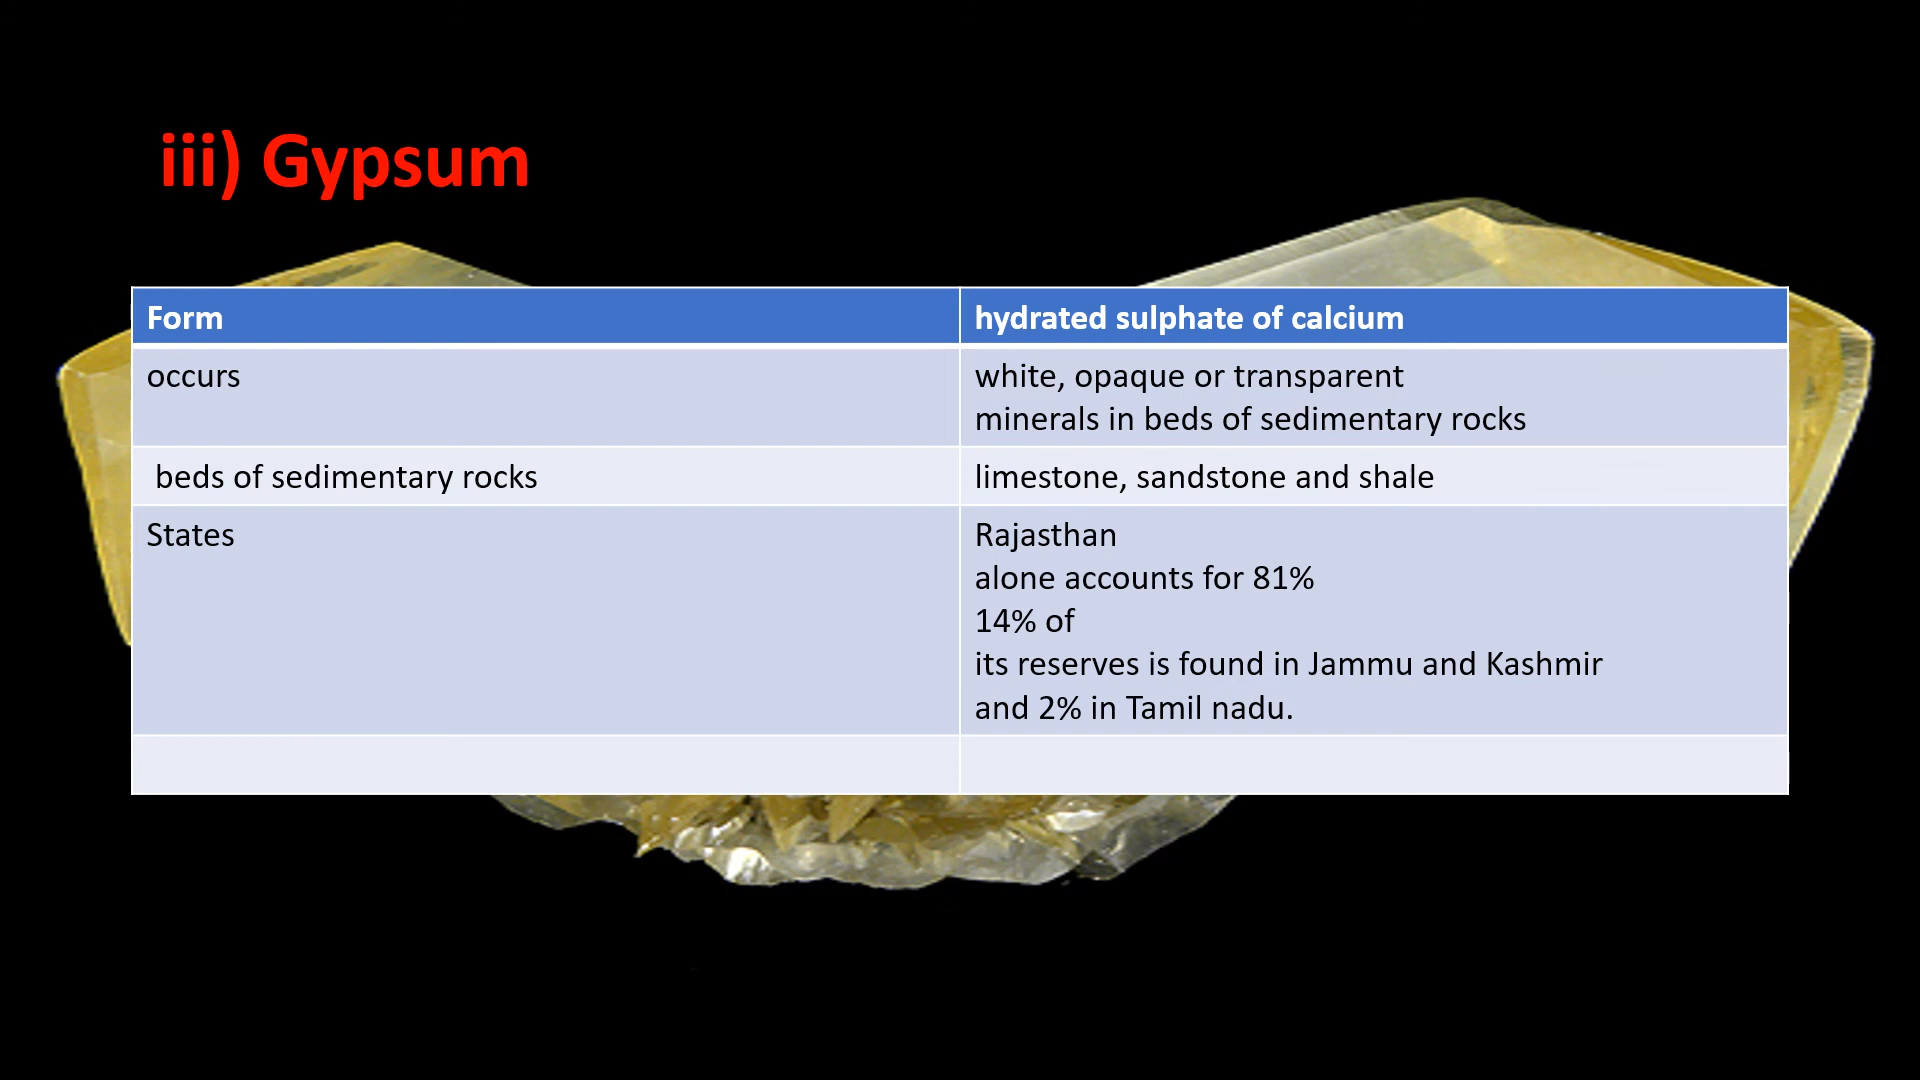 iii) Gypsum
Form
hydrated sulphate of calcium
occurs
white, opaque or transparent
minerals in beds of sedimentary rocks
beds of sedimentary rocks
limestone, sandstone and shale
States
Rajasthan
alone accounts for 81%
14% of
its reserves is found in Jammu and Kashmir
and 2% in Tamil nadu.